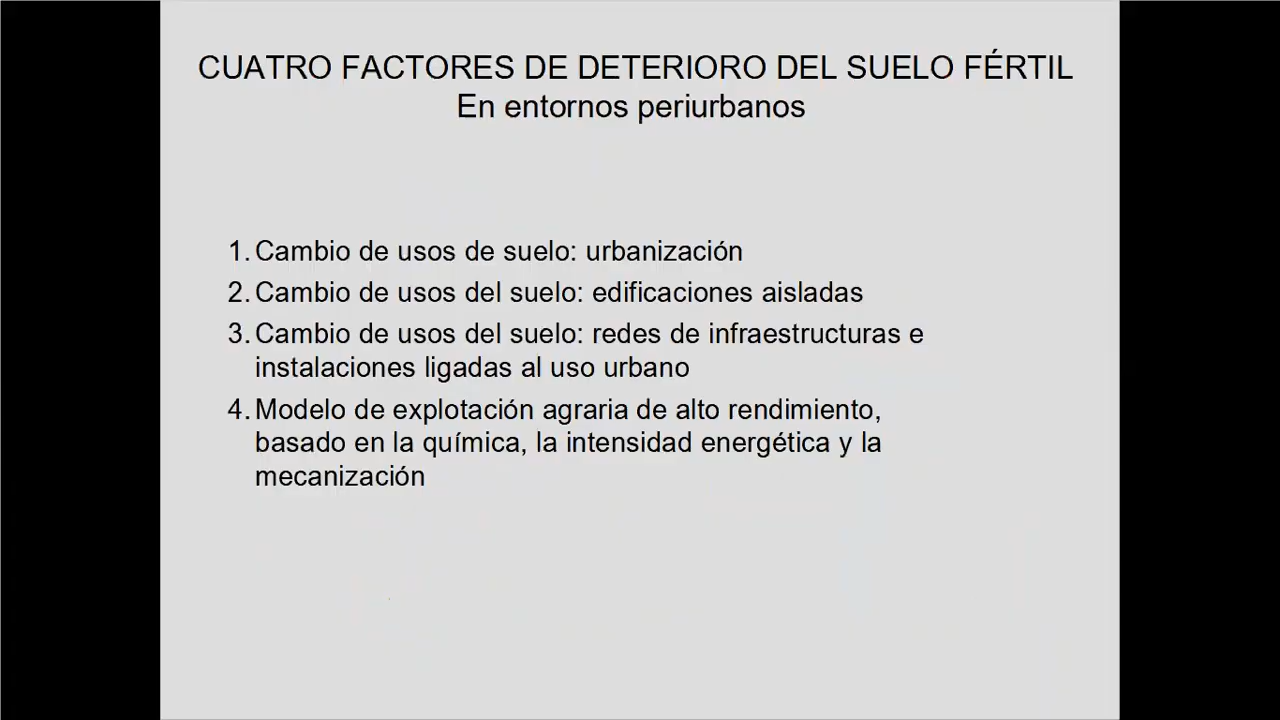 CUATRO FACTORES DE DETERIORO DEL SUELO FÉRTIL
En entornos periurbanos
1. Cambio de usos de suelo: urbanización
2. Cambio de usos del suelo: edificaciones aisladas
3. Cambio de usos del suelo: redes de infraestructuras e
instalaciones ligadas al uso urbano
4. Modelo de explotación agraria de alto rendimiento,
basado en la química, la intensidad energética y la
mecanización